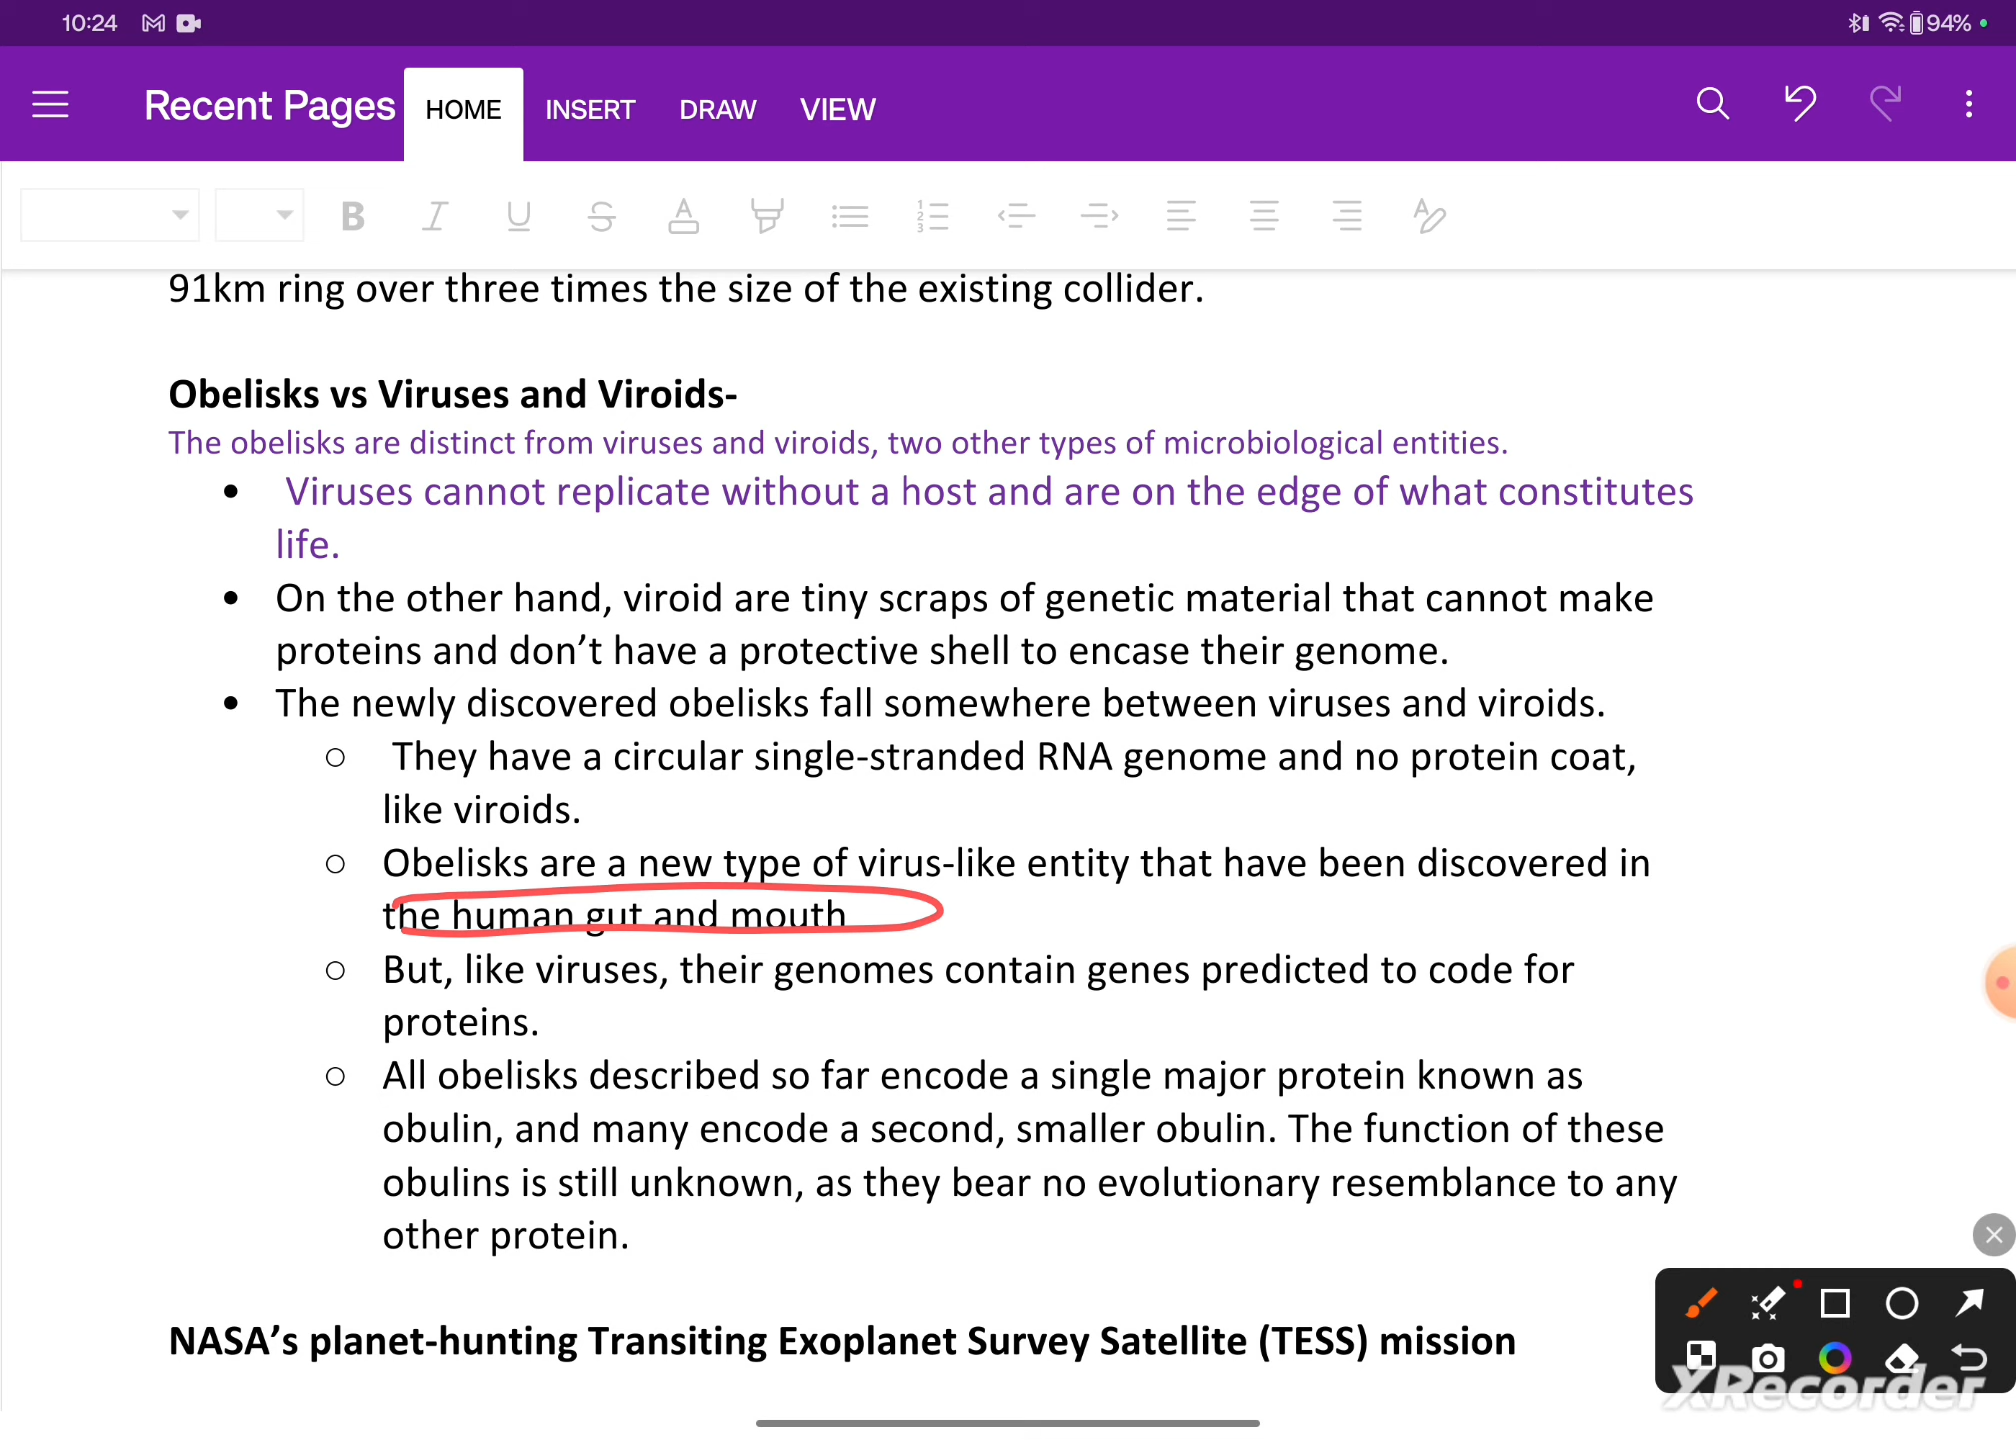 10:24
94%
Recent Pages HOME INSERT DRAW VIEW
B I U S A
91km ring over three times the size of the existing collider.
Obelisks vs Viruses and Viroids-
The obelisks are distinct from viruses and viroids, two other types of microbiological entities.
• Viruses cannot replicate without a host and are on the edge of what constitutes
life.
• On the other hand, viroid are tiny scraps of genetic material that cannot make
proteins and don’t have a protective shell to encase their genome.
• The newly discovered obelisks fall somewhere between viruses and viroids.
○ They have a circular single-stranded RNA genome and no protein coat,
like viroids.
○ Obelisks are a new type of virus-like entity that have been discovered in
the human gut and mouth
○ But, like viruses, their genomes contain genes predicted to code for
proteins.
○ All obelisks described so far encode a single major protein known as
obulin, and many encode a second, smaller obulin. The function of these
obulins is still unknown, as they bear no evolutionary resemblance to any
other protein.
NASA’s planet-hunting Transiting Exoplanet Survey Satellite (TESS) mission
XRecorder